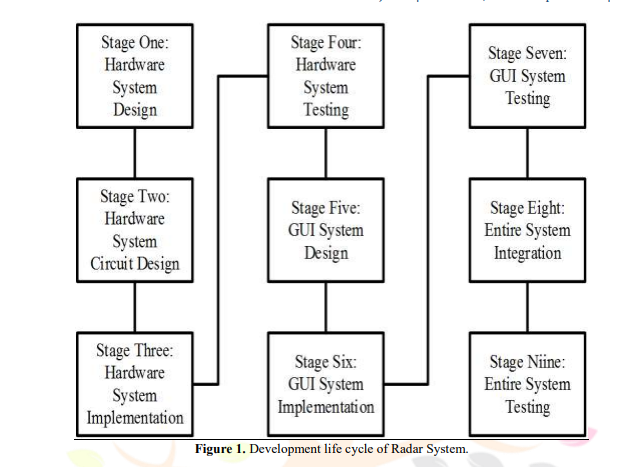 Stage One:
Hardware
System
Design
Stage Two:
Hardware
System
Circuit Design
Stage Three:
Hardware
System
Implementation
Stage Four:
Hardware
System
Testing
Stage Five:
GUI System
Design
Stage Six:
GUI System
Implementation
Stage Seven:
GUI System
Testing
Stage Eight:
Entire System
Integration
Stage Niine:
Entire System
Testing
Figure 1. Development life cycle of Radar System.